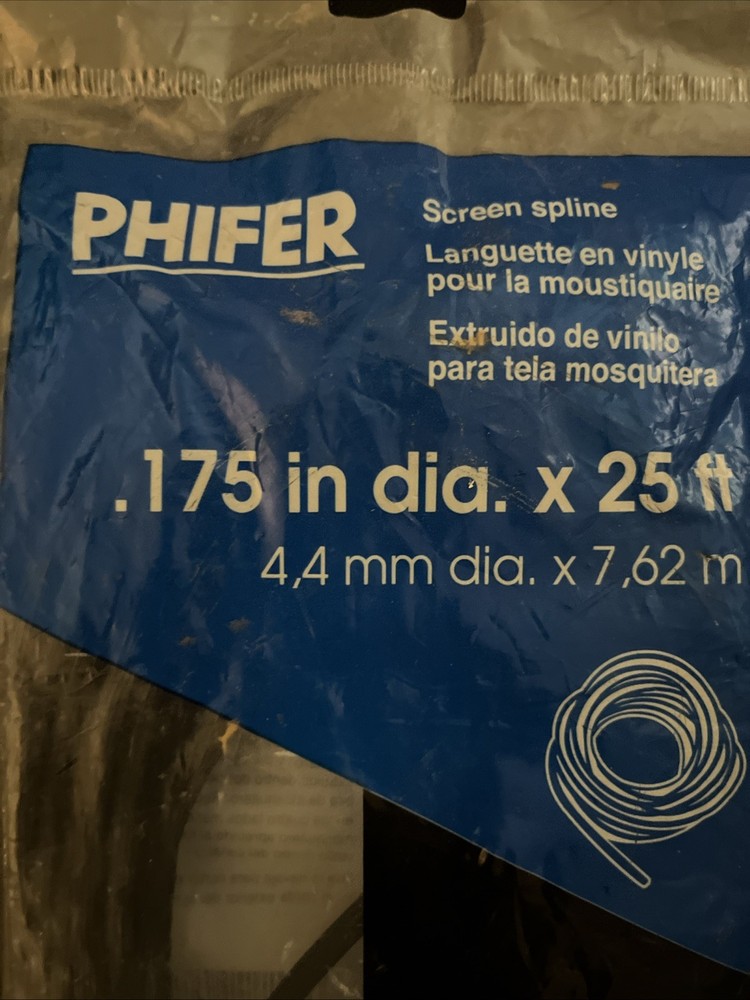 PHIFER
Screen spline
Languette en vinyle
pour la moustiquaire
Extruido de vinilo
para tela mosquitera
.175 in dia. x 25 ft
4,4 mm dia. x 7,62 m